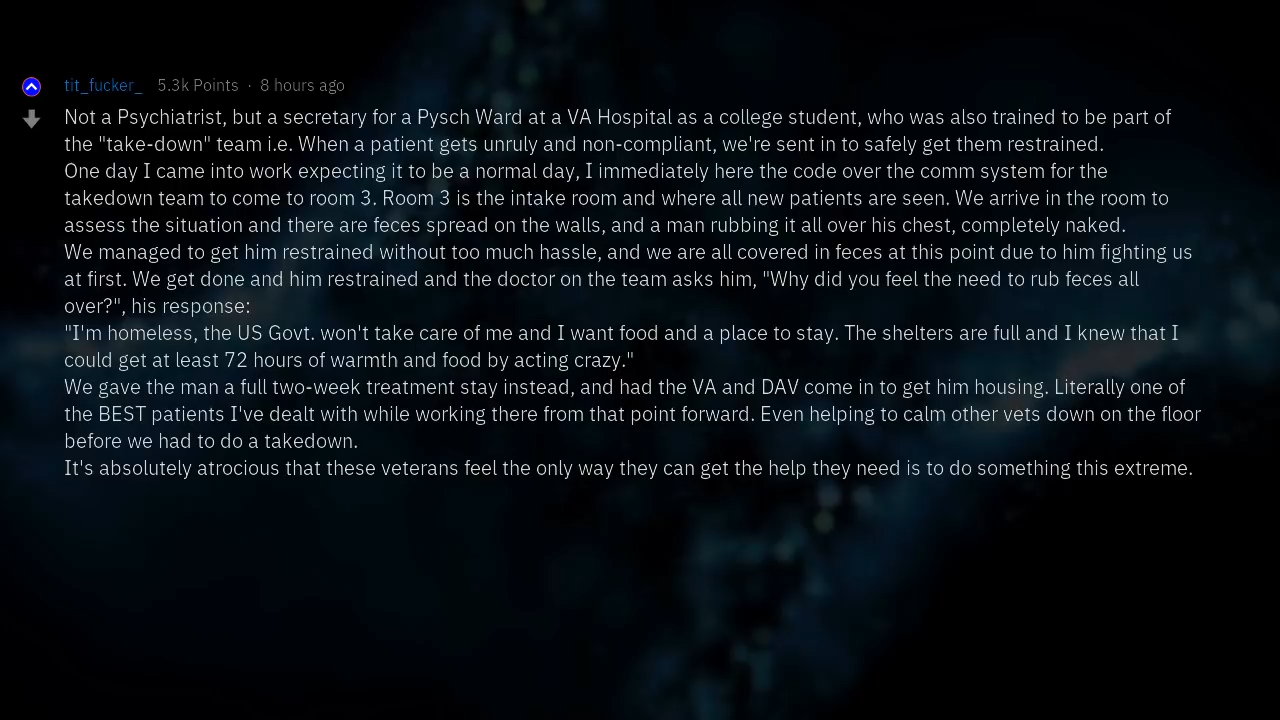 tit_fucker_ 5.3k Points · 8 hours ago
Not a Psychiatrist, but a secretary for a Pysch Ward at a VA Hospital as a college student, who was also trained to be part of
the "take-down" team i.e. When a patient gets unruly and non-compliant, we're sent in to safely get them restrained.
One day I came into work expecting it to be a normal day, I immediately here the code over the comm system for the
takedown team to come to room 3. Room 3 is the intake room and where all new patients are seen. We arrive in the room to
assess the situation and there are feces spread on the walls, and a man rubbing it all over his chest, completely naked.
We managed to get him restrained without too much hassle, and we are all covered in feces at this point due to him fighting us
at first. We get done and him restrained and the doctor on the team asks him, "Why did you feel the need to rub feces all
over?", his response:
"I'm homeless, the US Govt. won't take care of me and I want food and a place to stay. The shelters are full and I knew that I
could get at least 72 hours of warmth and food by acting crazy."
We gave the man a full two-week treatment stay instead, and had the VA and DAV come in to get him housing. Literally one of
the BEST patients I've dealt with while working there from that point forward. Even helping to calm other vets down on the floor
before we had to do a takedown.
It's absolutely atrocious that these veterans feel the only way they can get the help they need is to do something this extreme.